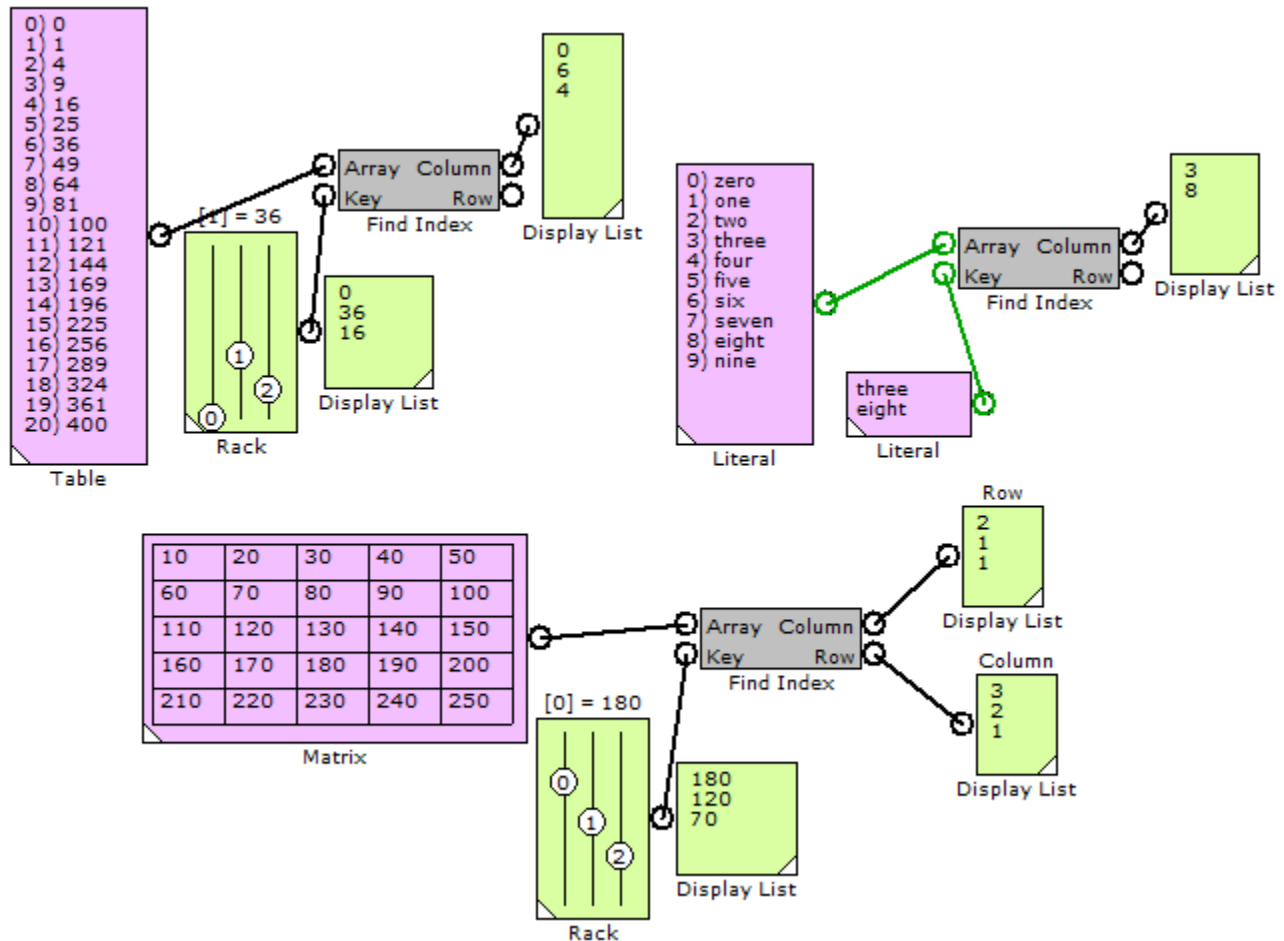 0) 0
1) 1
2) 4
3) 9
4) 16
5) 25
6) 36
7) 49
8) 64
9) 81
10) 100
11) 121
12) 144
13) 169
14) 196
15) 225
16) 256
17) 289
18) 324
19) 361
20) 400
Table
[1] = 36
0
1
2
Rack
0
36
16
Display List
Array Column
Key Row
Find Index
0
6
4
Display List
0) zero
1) one
2) two
3) three
4) four
5) five
6) six
7) seven
8) eight
9) nine
Literal
three
eight
Literal
Array Column
Key Row
Find Index
3
8
Display List
10 20 30 40 50
60 70 80 90 100
110 120 130 140 150
160 170 180 190 200
210 220 230 240 250
Matrix
[0] = 180
0
1
2
Rack
180
120
70
Display List
Array Column
Key Row
Find Index
Row
2
1
1
Display List
Column
3
2
1
Display List